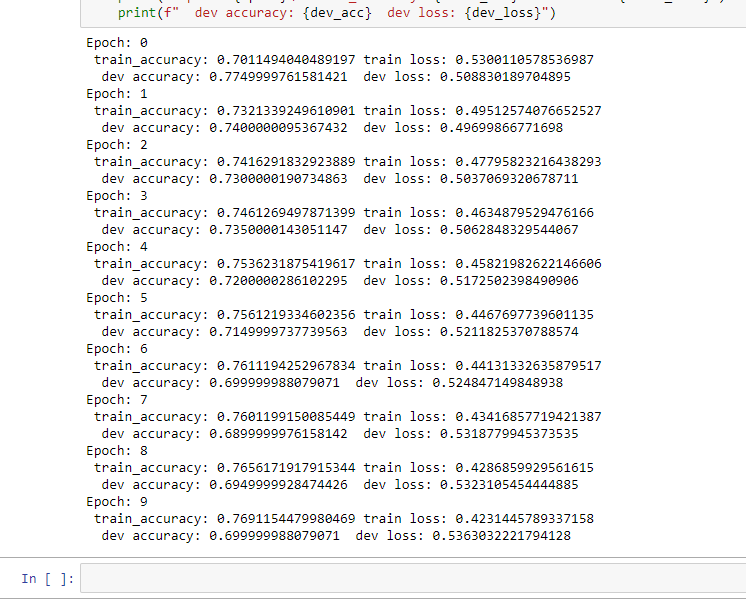 print(f"  dev accuracy: {dev_acc}  dev loss: {dev_loss}")
Epoch: 0
 train_accuracy: 0.7011494040489197 train loss: 0.5300110578536987
  dev accuracy: 0.7749999761581421  dev loss: 0.508830189704895
Epoch: 1
 train_accuracy: 0.7321339249610901 train loss: 0.49512574076652527
  dev accuracy: 0.7400000095367432  dev loss: 0.49699866771698
Epoch: 2
 train_accuracy: 0.7416291832923889 train loss: 0.47795823216438293
  dev accuracy: 0.7300000190734863  dev loss: 0.5037069320678711
Epoch: 3
 train_accuracy: 0.7461269497871399 train loss: 0.4634879529476166
  dev accuracy: 0.7350000143051147  dev loss: 0.5062848329544067
Epoch: 4
 train_accuracy: 0.7536231875419617 train loss: 0.45821982622146606
  dev accuracy: 0.7200000286102295  dev loss: 0.5172502398490906
Epoch: 5
 train_accuracy: 0.7561219334602356 train loss: 0.4467697739601135
  dev accuracy: 0.7149999737739563  dev loss: 0.5211825370788574
Epoch: 6
 train_accuracy: 0.7611194252967834 train loss: 0.44131332635879517
  dev accuracy: 0.699999988079071  dev loss: 0.524847149848938
Epoch: 7
 train_accuracy: 0.7601199150085449 train loss: 0.43416857719421387
  dev accuracy: 0.6899999976158142  dev loss: 0.5318779945373535
Epoch: 8
 train_accuracy: 0.7656171917915344 train loss: 0.4286859929561615
  dev accuracy: 0.6949999928474426  dev loss: 0.5323105454444885
Epoch: 9
 train_accuracy: 0.7691154479980469 train loss: 0.4231445789337158
  dev accuracy: 0.699999988079071  dev loss: 0.5363032221794128
In [ ]: